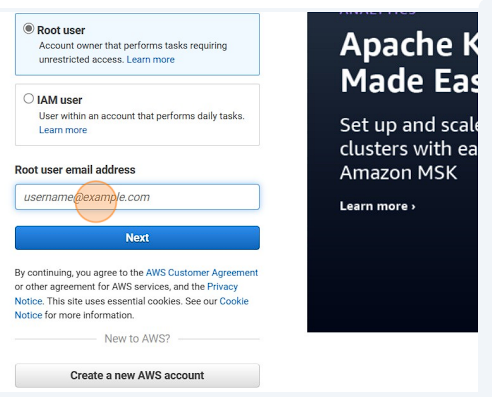 Root user
Account owner that performs tasks requiring
unrestricted access. Learn more
IAM user
User within an account that performs daily tasks.
Learn more
Root user email address
username@example.com
Next
By continuing, you agree to the AWS Customer Agreement
or other agreement for AWS services, and the Privacy
Notice. This site uses essential cookies. See our Cookie
Notice for more information.
New to AWS?
Create a new AWS account
ANALYTICS
Apache K
Made Eas
Set up and scale
clusters with ea
Amazon MSK
Learn more ›